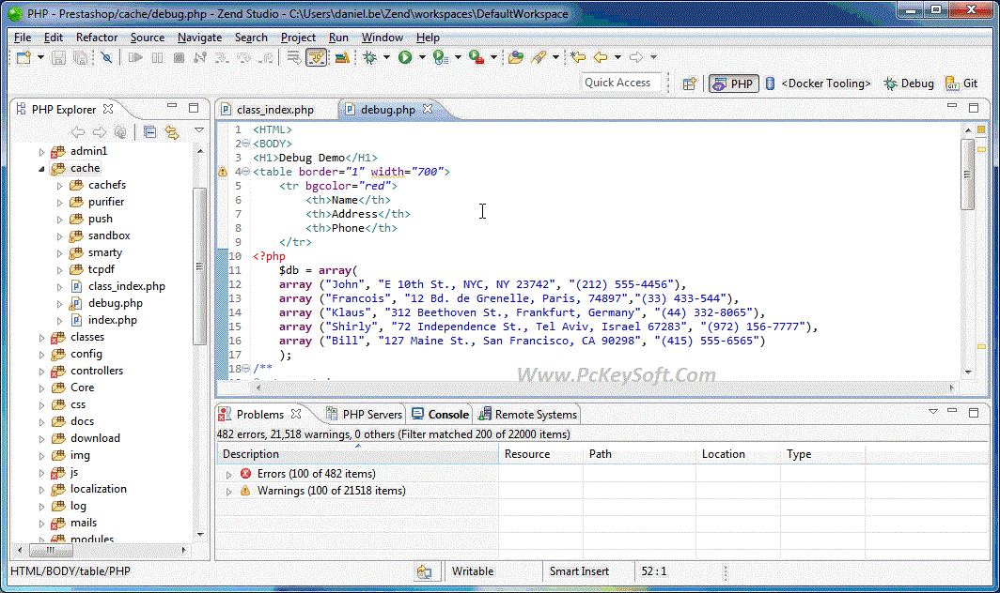 PHP - Prestashop/cache/debug.php - Zend Studio - C:\Users\daniel.be\Zend\workspaces\DefaultWorkspace
File Edit Refactor Source Navigate Search Project Run Window Help
Quick Access PHP <Docker Tooling> Debug Git
PHP Explorer
admin1
cache
cachefs
purifier
push
sandbox
smarty
tcpdf
class_index.php
debug.php
index.php
classes
config
controllers
Core
css
docs
download
img
js
localization
log
mails
modules
class_index.php debug.php
1 <HTML>
2 <BODY>
3 <H1>Debug Demo</H1>
4 <table border="1" width="700">
5 <tr bgcolor="red">
6 <th>Name</th>
7 <th>Address</th>
8 <th>Phone</th>
9 </tr>
10 <?php
11 $db = array(
12 array ("John", "E 10th St., NYC, NY 23742", "(212) 555-4456"),
13 array ("Francois", "12 Bd. de Grenelle, Paris, 74897","(33) 433-544"),
14 array ("Klaus", "312 Beethoven St., Frankfurt, Germany", "(44) 332-8065"),
15 array ("Shirly", "72 Independence St., Tel Aviv, Israel 67283", "(972) 156-7777"),
16 array ("Bill", "127 Maine St., San Francisco, CA 90298", "(415) 555-6565")
17 );
18 /**
Www.PcKeySoft.Com
Problems PHP Servers Console Remote Systems
482 errors, 21,518 warnings, 0 others (Filter matched 200 of 22000 items)
Description Resource Path Location Type
Errors (100 of 482 items)
Warnings (100 of 21518 items)
HTML/BODY/table/PHP Writable Smart Insert 52 : 1